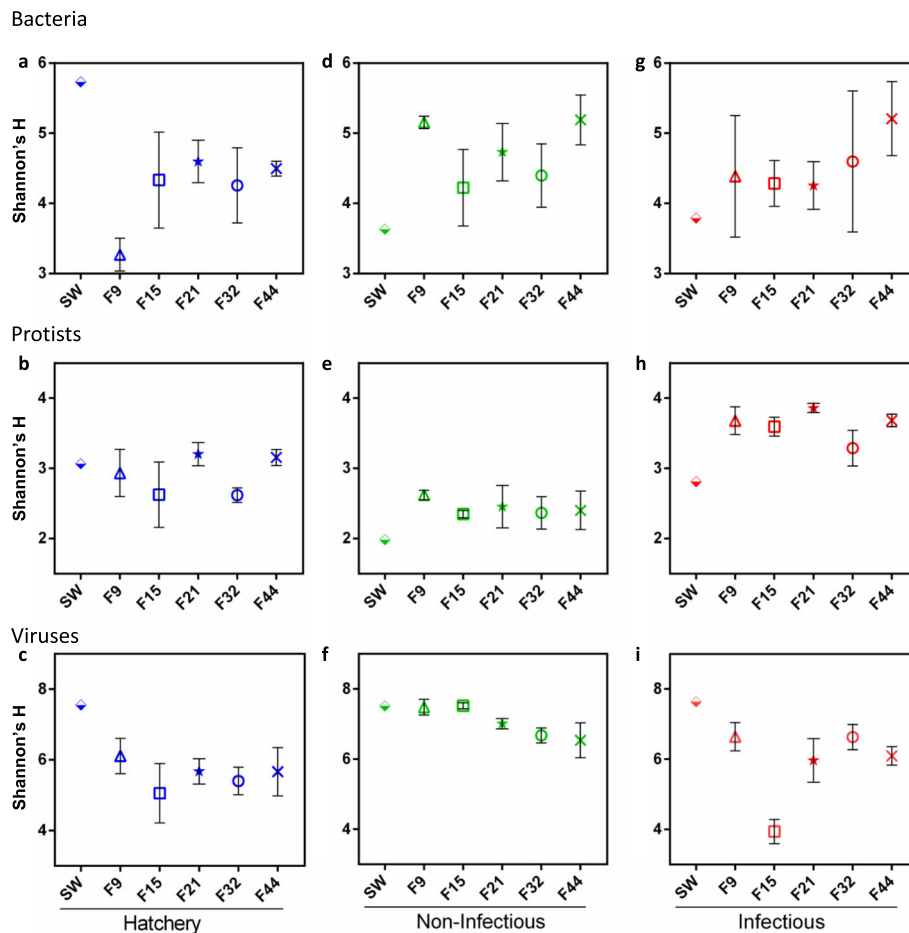 Bacteria
a d g
Shannon's H
6 6 6
5 5 5
4 4 4
3 3 3
SW F9 F15 F21 F32 F44 SW F9 F15 F21 F32 F44 SW F9 F15 F21 F32 F44
Protists
b e h
Shannon's H
4 4 4
3 3 3
2 2 2
SW F9 F15 F21 F32 F44 SW F9 F15 F21 F32 F44 SW F9 F15 F21 F32 F44
Viruses
c f i
Shannon's H
8 8 8
6 6 6
4 4 4
SW F9 F15 F21 F32 F44 SW F9 F15 F21 F32 F44 SW F9 F15 F21 F32 F44
Hatchery Non-Infectious Infectious